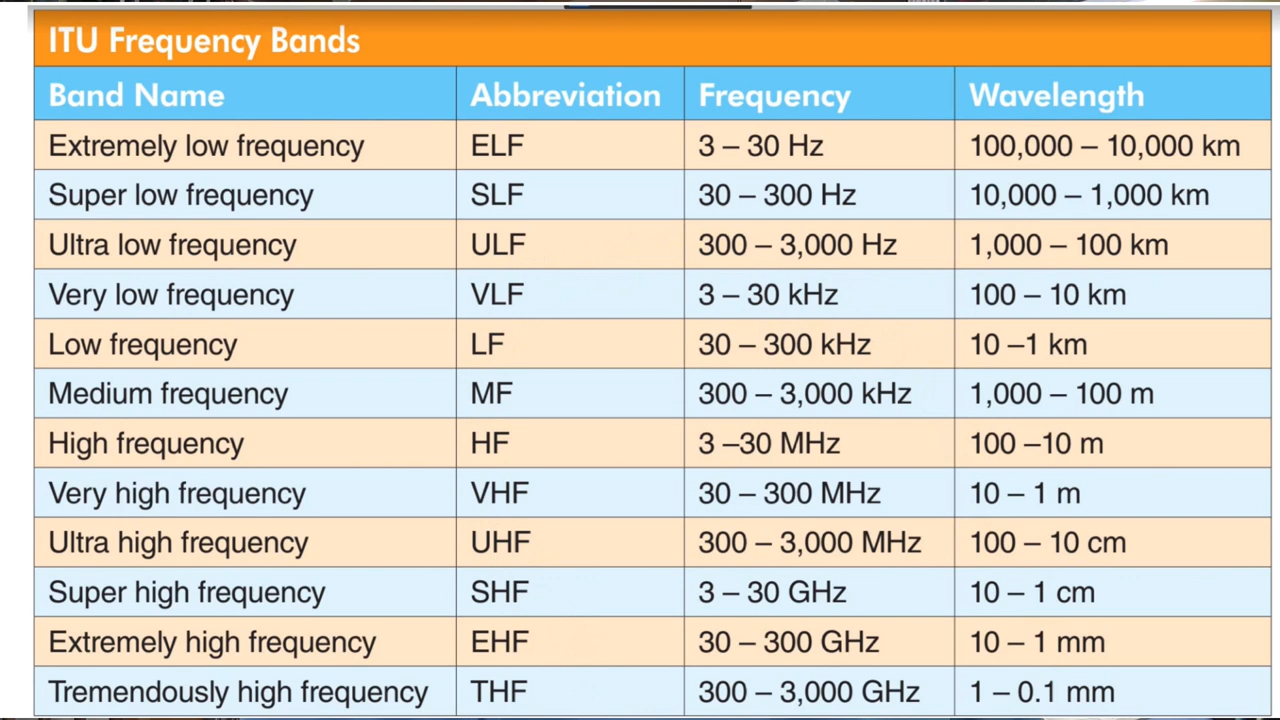 ITU Frequency Bands
Band Name Abbreviation Frequency Wavelength
Extremely low frequency ELF 3 – 30 Hz 100,000 – 10,000 km
Super low frequency SLF 30 – 300 Hz 10,000 – 1,000 km
Ultra low frequency ULF 300 – 3,000 Hz 1,000 – 100 km
Very low frequency VLF 3 – 30 kHz 100 – 10 km
Low frequency LF 30 – 300 kHz 10 –1 km
Medium frequency MF 300 – 3,000 kHz 1,000 – 100 m
High frequency HF 3 –30 MHz 100 –10 m
Very high frequency VHF 30 – 300 MHz 10 – 1 m
Ultra high frequency UHF 300 – 3,000 MHz 100 – 10 cm
Super high frequency SHF 3 – 30 GHz 10 – 1 cm
Extremely high frequency EHF 30 – 300 GHz 10 – 1 mm
Tremendously high frequency THF 300 – 3,000 GHz 1 – 0.1 mm